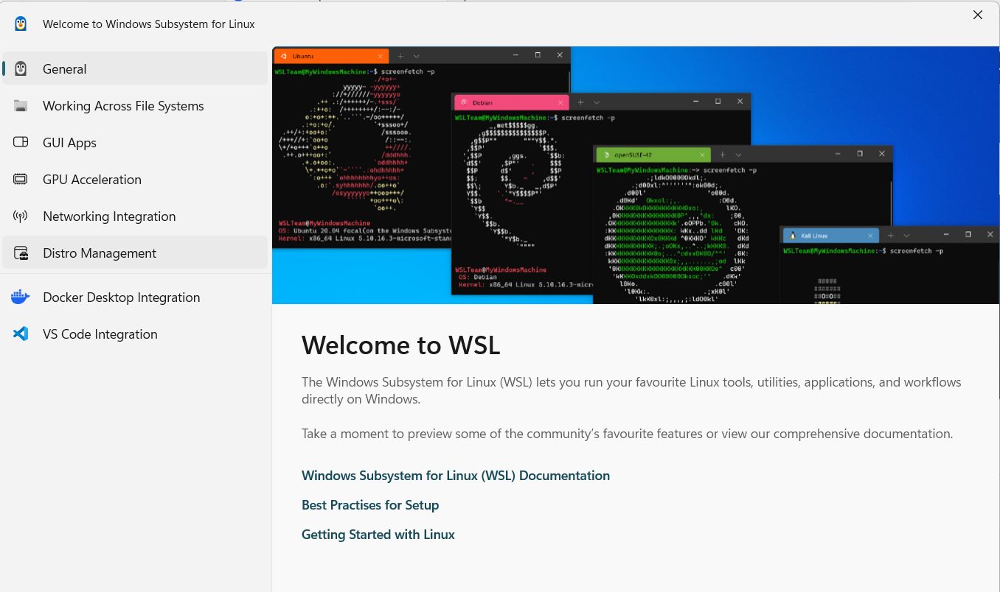 Welcome to Windows Subsystem for Linux
General
Working Across File Systems
GUI Apps
GPU Acceleration
Networking Integration
Distro Management
Docker Desktop Integration
VS Code Integration
Ubuntu
WSLTeam@MyWindowsMachine:~$ screenfetch -p
WSLTeam@MyWindowsMachine
OS: Ubuntu 20.04 focal(on the Windows Subsyst
Kernel: x86_64 Linux 5.10.16.3-microsoft-stan
Debian
WSLTeam@MyWindowsMachine:~$ screenfetch -p
WSLTeam@MyWindowsMachine
OS: Debian
Kernel: x86_64 Linux 5.10.16.3-micr
openSUSE-42
WSLTeam@MyWindowsMachine:~> screenfetch -p
Kali Linux
WSLTeam@MyWindowsMachine:~$ screenfetch -p
Welcome to WSL
The Windows Subsystem for Linux (WSL) lets you run your favourite Linux tools, utilities, applications, and workflows
directly on Windows.
Take a moment to preview some of the community’s favourite features or view our comprehensive documentation.
Windows Subsystem for Linux (WSL) Documentation
Best Practises for Setup
Getting Started with Linux